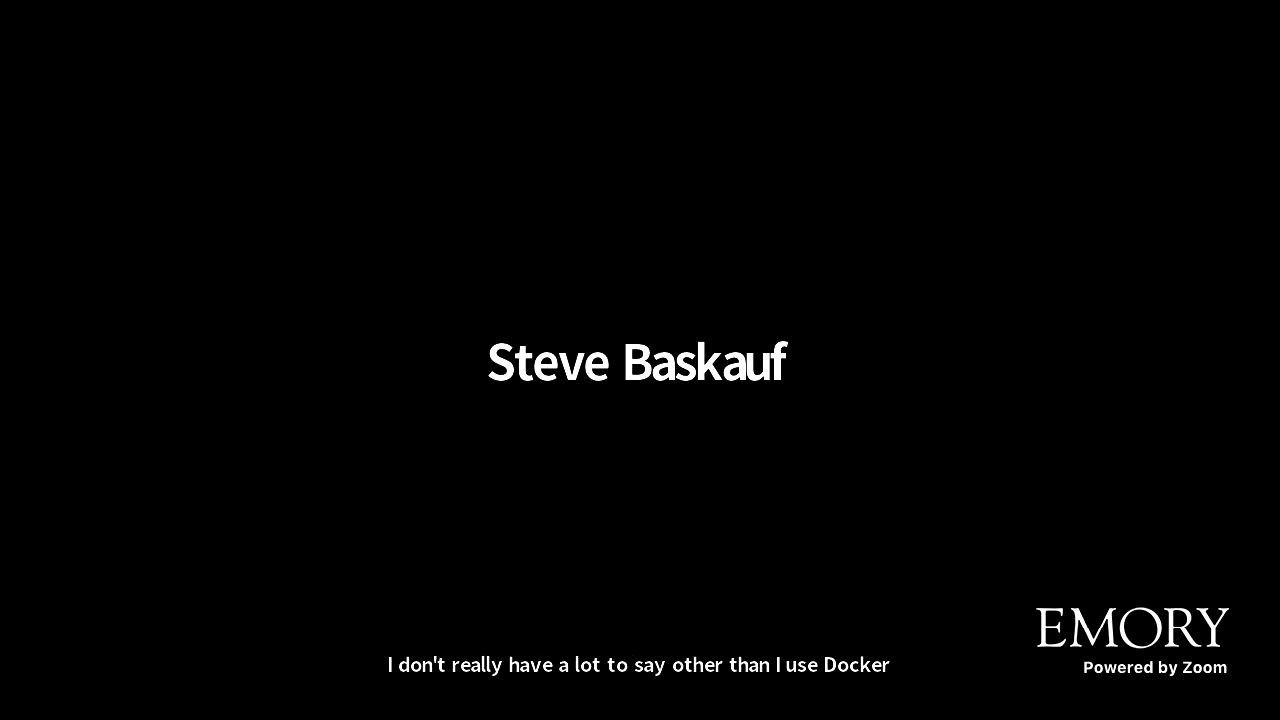 Steve Baskauf
EMORY
I don't really have a lot to say other than I use Docker
Powered by Zoom